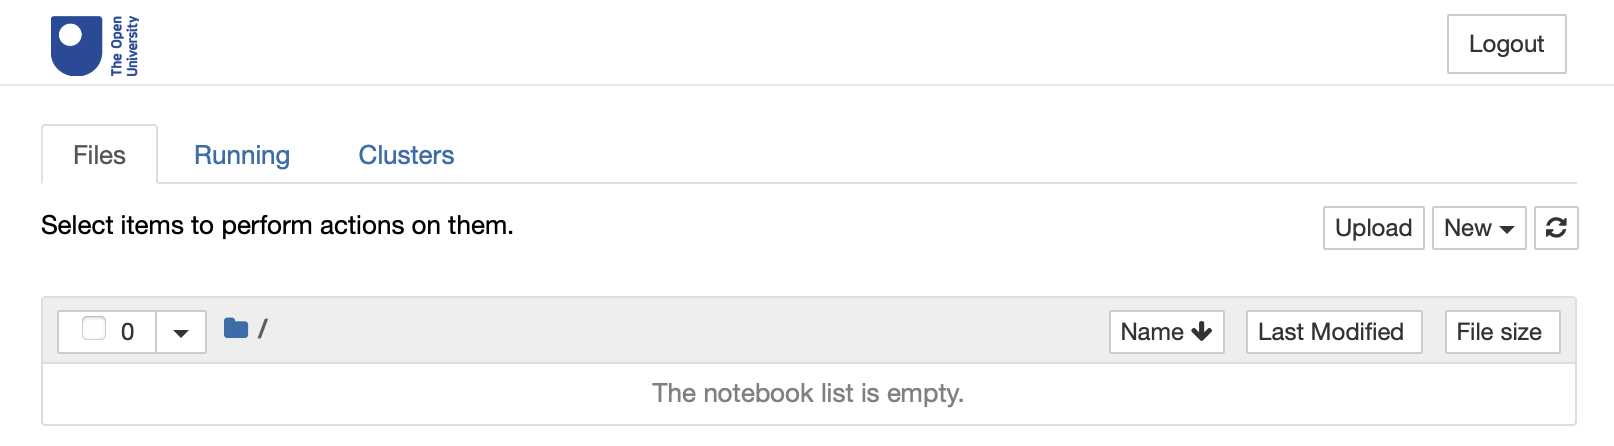 The Open
University
Logout
Files Running Clusters
Select items to perform actions on them.
Upload New
0 / Name Last Modified File size
The notebook list is empty.